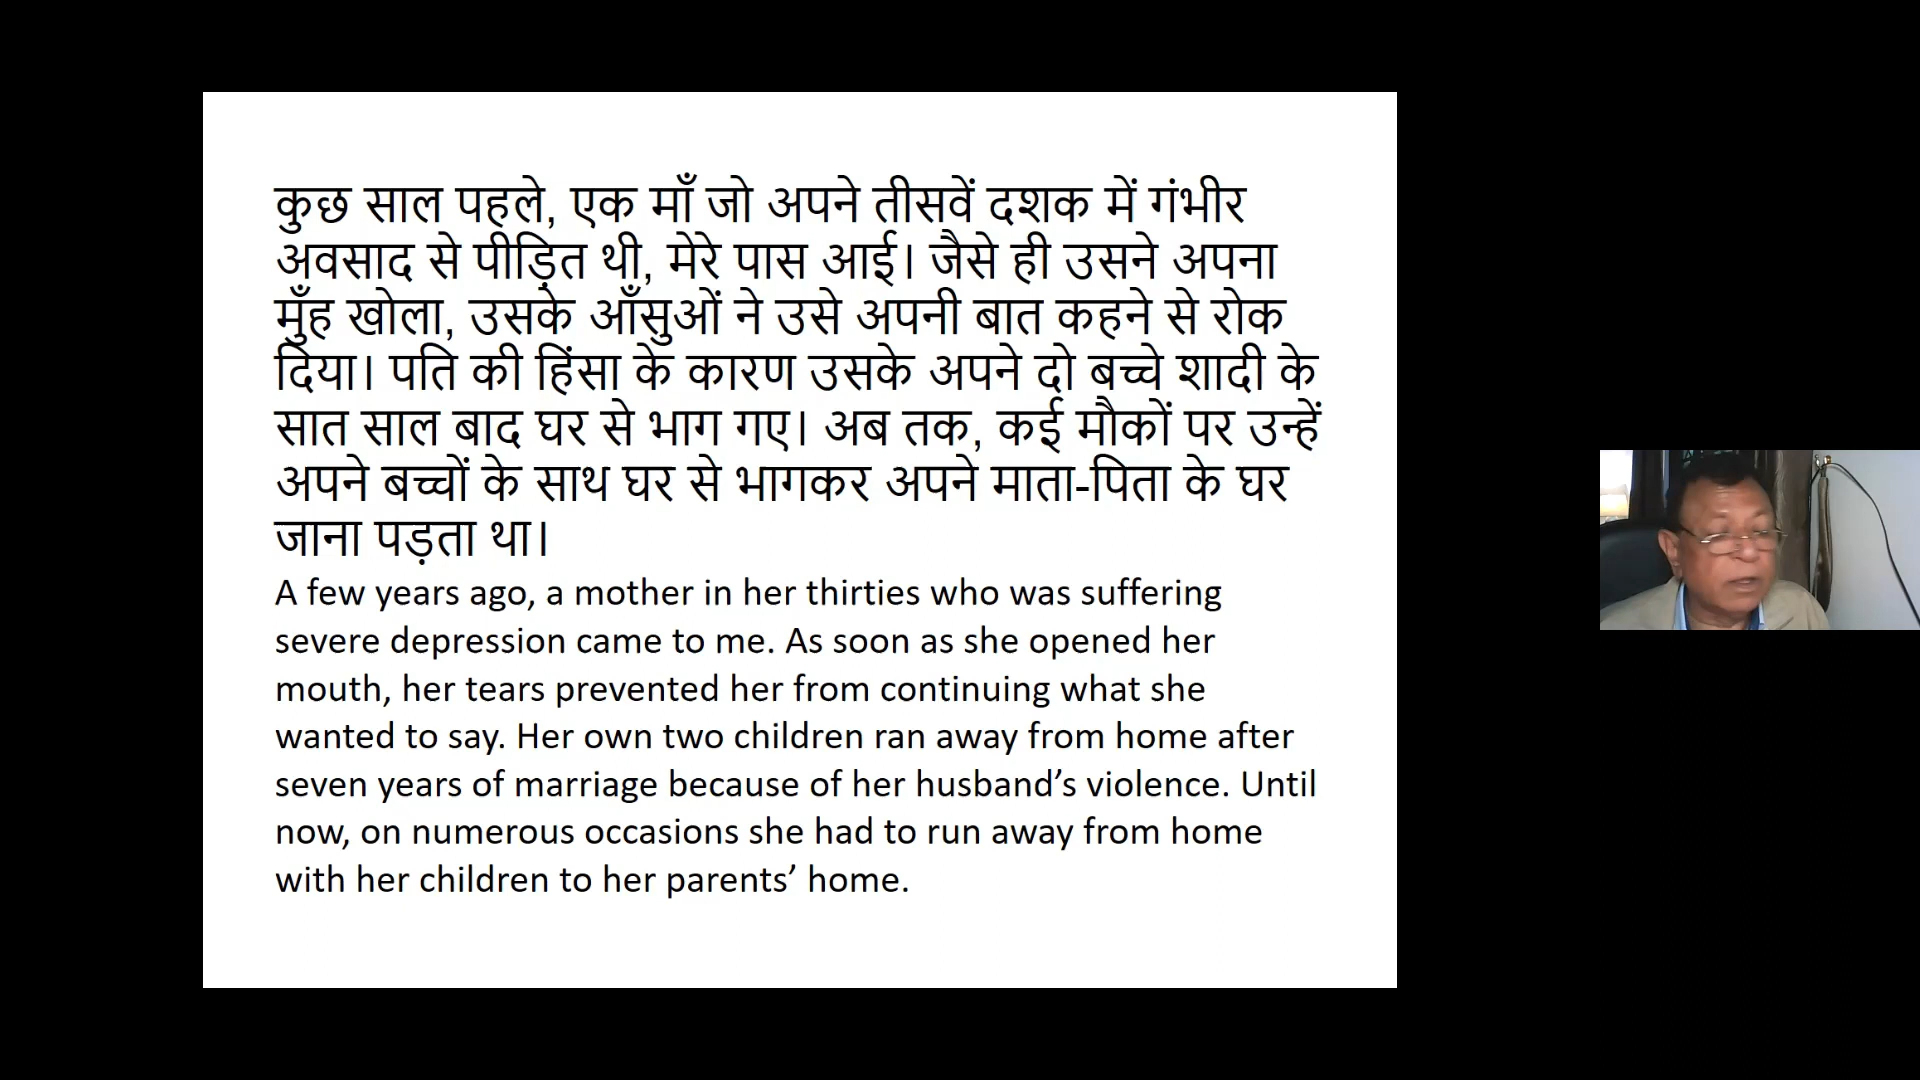 कुछ साल पहले, एक माँ जो अपने तीसवें दशक में गंभीर
अवसाद से पीड़ित थी, मेरे पास आई। जैसे ही उसने अपना
मुँह खोला, उसके आँसुओं ने उसे अपनी बात कहने से रोक
दिया। पति की हिंसा के कारण उसके अपने दो बच्चे शादी के
सात साल बाद घर से भाग गए। अब तक, कई मौकों पर उन्हें
अपने बच्चों के साथ घर से भागकर अपने माता-पिता के घर
जाना पड़ता था।
A few years ago, a mother in her thirties who was suffering
severe depression came to me. As soon as she opened her
mouth, her tears prevented her from continuing what she
wanted to say. Her own two children ran away from home after
seven years of marriage because of her husband’s violence. Until
now, on numerous occasions she had to run away from home
with her children to her parents’ home.